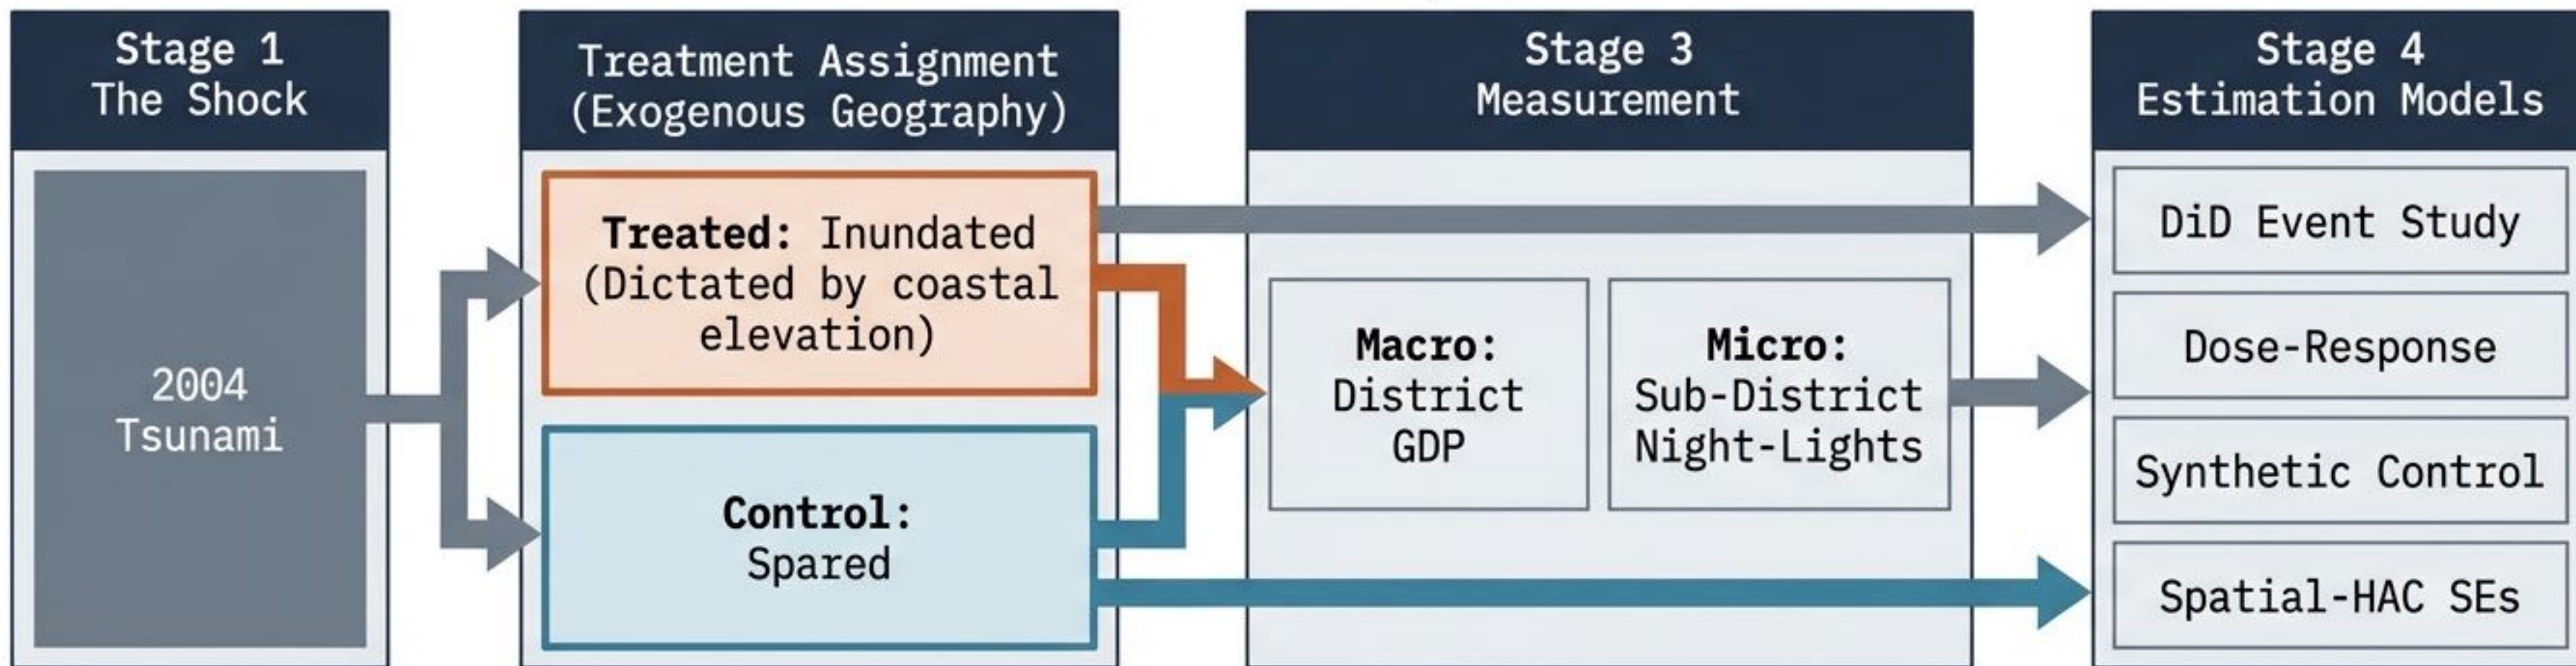 Stage 1
The Shock
2004
Tsunami
Treatment Assignment
(Exogenous Geography)
Treated: Inundated
(Dictated by coastal
elevation)
Control:
Spared
Stage 3
Measurement
Macro:
District
GDP
Micro:
Sub-District
Night-Lights
Stage 4
Estimation Models
DiD Event Study
Dose-Response
Synthetic Control
Spatial-HAC SEs